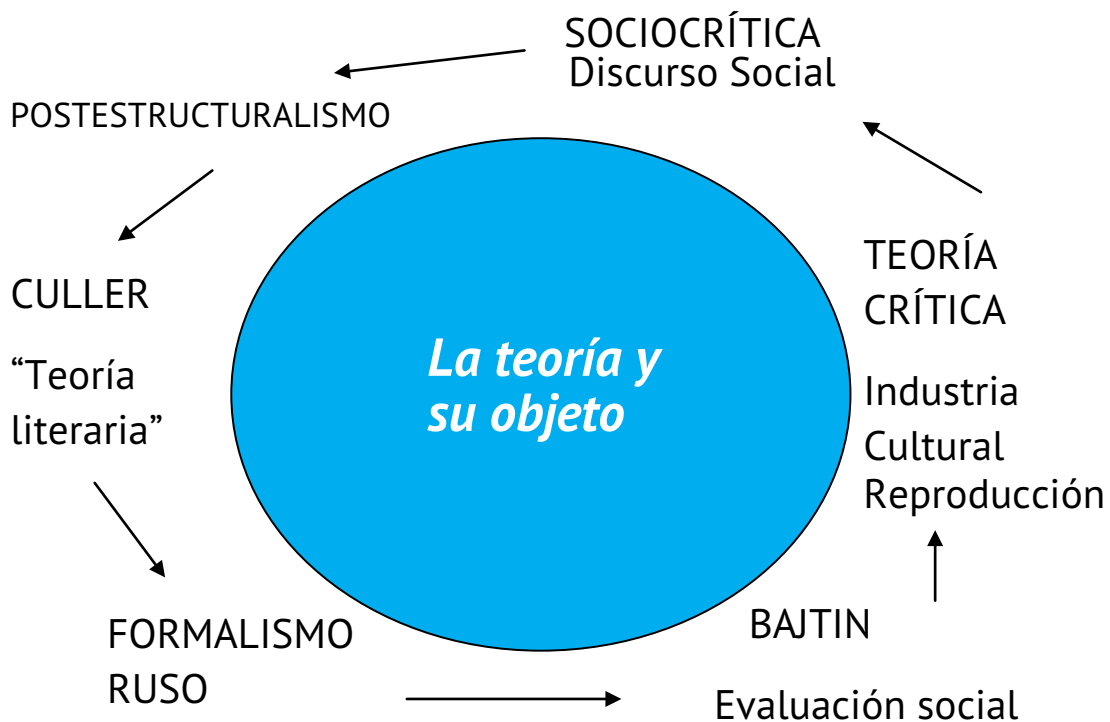 SOCIOCRÍTICA
Discurso Social
POSTESTRUCTURALISMO
CULLER
“Teoría
literaria”
FORMALISMO
RUSO
BAJTIN
Evaluación social
TEORÍA
CRÍTICA
Industria
Cultural
Reproducción
La teoría y
su objeto